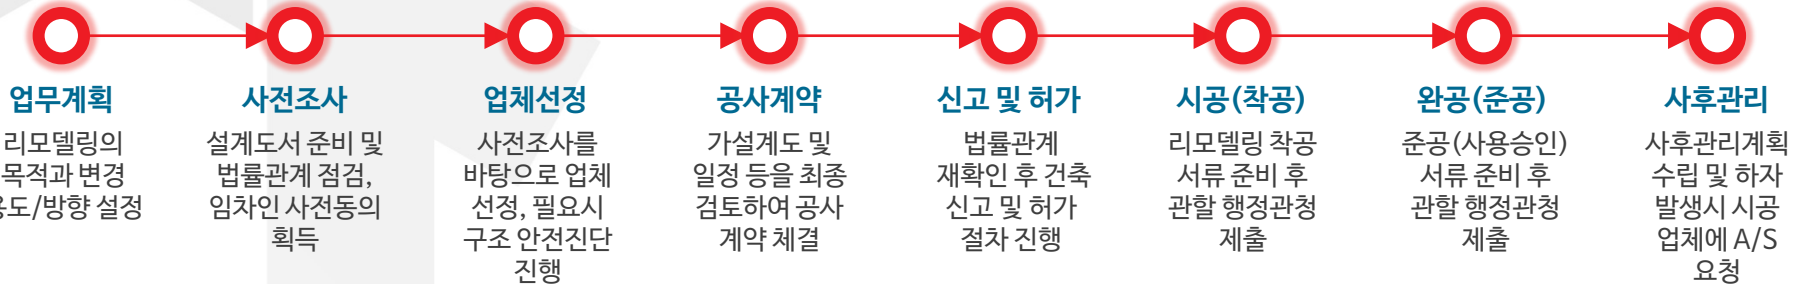 업무계획
리모델링의
목적과 변경
용도/방향 설정
사전조사
설계도서 준비 및
법률관계 점검,
임차인 사전동의
획득
업체선정
사전조사를
바탕으로 업체
선정, 필요시
구조 안전진단
진행
공사계약
가설계도 및
일정 등을 최종
검토하여 공사
계약 체결
신고 및 허가
법률관계
재확인 후 건축
신고 및 허가
절차 진행
시공(착공)
리모델링 착공
서류 준비 후
관할 행정관청
제출
완공(준공)
준공(사용승인)
서류 준비 후
관할 행정관청
제출
사후관리
사후관리계획
수립 및 하자
발생시 시공
업체에 A/S
요청